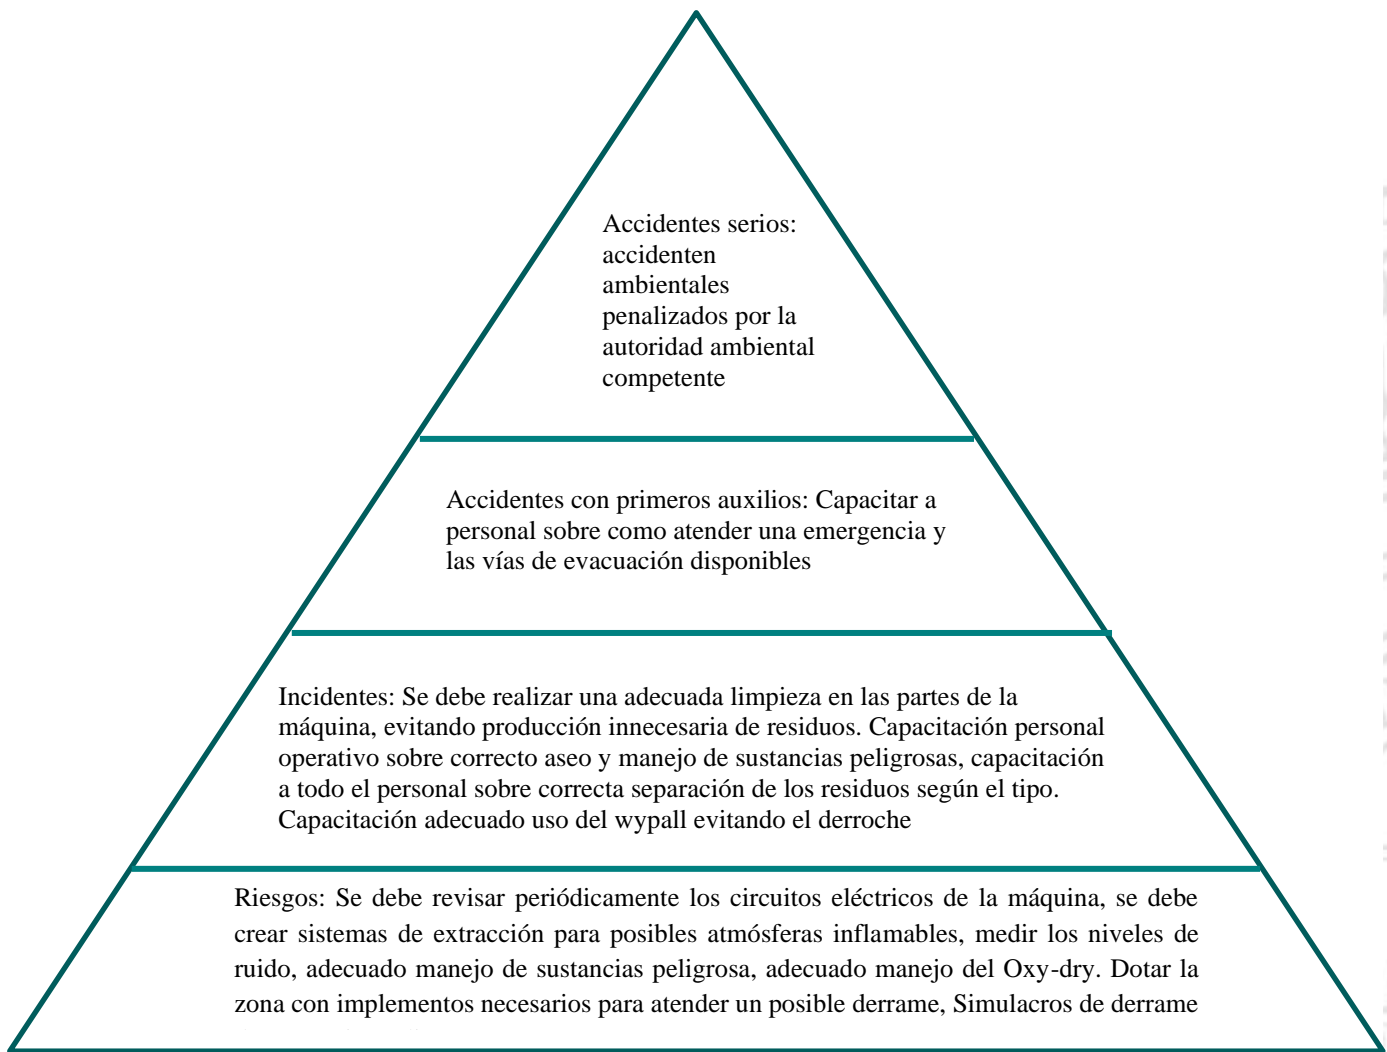 Accidentes serios:
accidenten
ambientales
penalizados por la
autoridad ambiental
competente
Accidentes con primeros auxilios: Capacitar a
personal sobre como atender una emergencia y
las vías de evacuación disponibles
Incidentes: Se debe realizar una adecuada limpieza en las partes de la
máquina, evitando producción innecesaria de residuos. Capacitación personal
operativo sobre correcto aseo y manejo de sustancias peligrosas, capacitación
a todo el personal sobre correcta separación de los residuos según el tipo.
Capacitación adecuado uso del wypall evitando el derroche
Riesgos: Se debe revisar periódicamente los circuitos eléctricos de la máquina, se debe
crear sistemas de extracción para posibles atmósferas inflamables, medir los niveles de
ruido, adecuado manejo de sustancias peligrosa, adecuado manejo del Oxy-dry. Dotar la
zona con implementos necesarios para atender un posible derrame, Simulacros de derrame